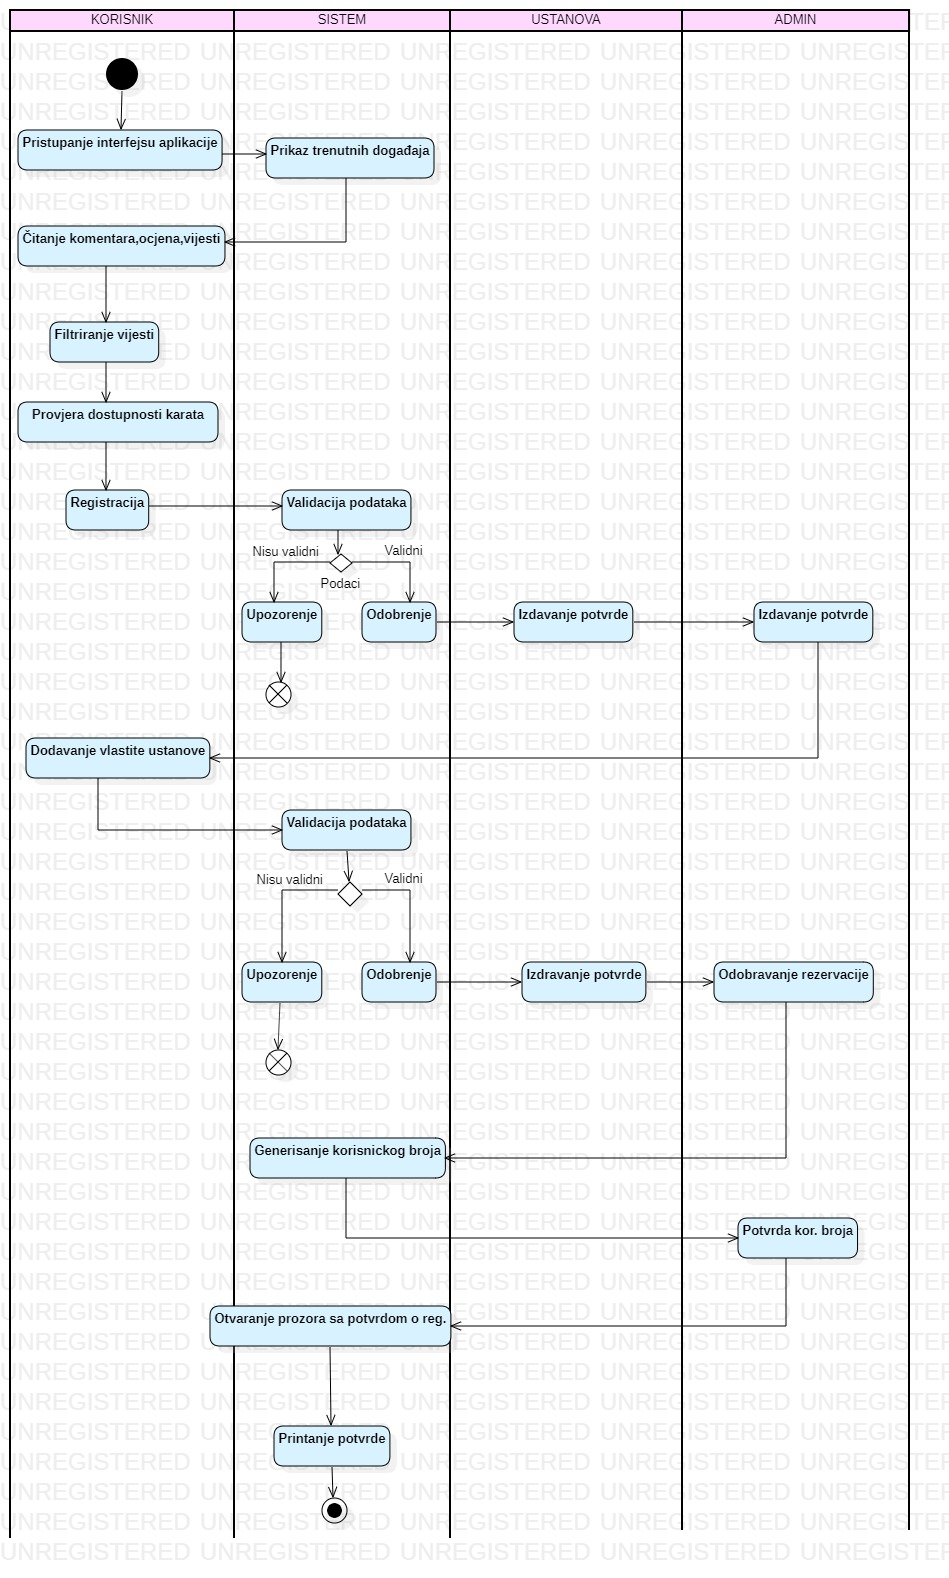 KORISNIK SISTEM USTANOVA ADMIN
Pristupanje interfejsu aplikacije
Prikaz trenutnih događaja
Čitanje komentara,ocjena,vijesti
Filtriranje vijesti
Provjera dostupnosti karata
Registracija
Validacija podataka
Nisu validni
Validni
Podaci
Upozorenje
Odobrenje
Izdavanje potvrde
Izdavanje potvrde
Dodavanje vlastite ustanove
Validacija podataka
Nisu validni
Validni
Upozorenje
Odobrenje
Izdravanje potvrde
Odobravanje rezervacije
Generisanje korisnickog broja
Potvrda kor. broja
Otvaranje prozora sa potvrdom o reg.
Printanje potvrde
UNREGISTERED